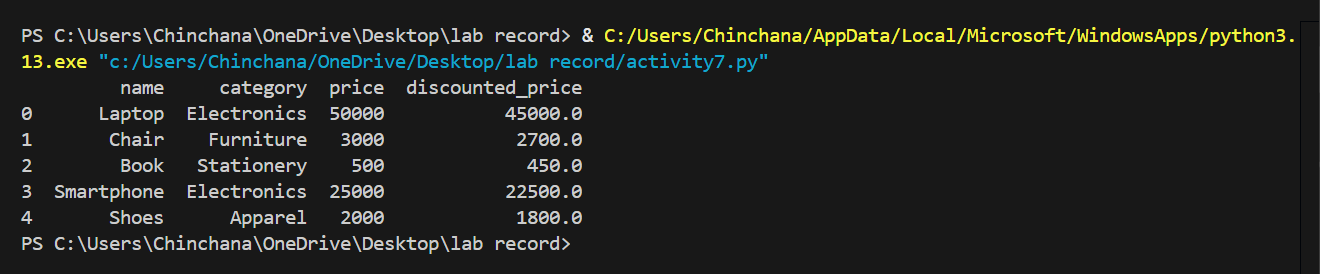 PS C:\Users\Chinchana\OneDrive\Desktop\lab record> & C:/Users/Chinchana/AppData/Local/Microsoft/WindowsApps/python3.
13.exe "c:/Users/Chinchana/OneDrive/Desktop/lab record/activity7.py"
         name     category  price  discounted_price
0      Laptop  Electronics  50000           45000.0
1       Chair    Furniture   3000            2700.0
2        Book   Stationery    500             450.0
3  Smartphone  Electronics  25000           22500.0
4       Shoes      Apparel   2000            1800.0
PS C:\Users\Chinchana\OneDrive\Desktop\lab record>